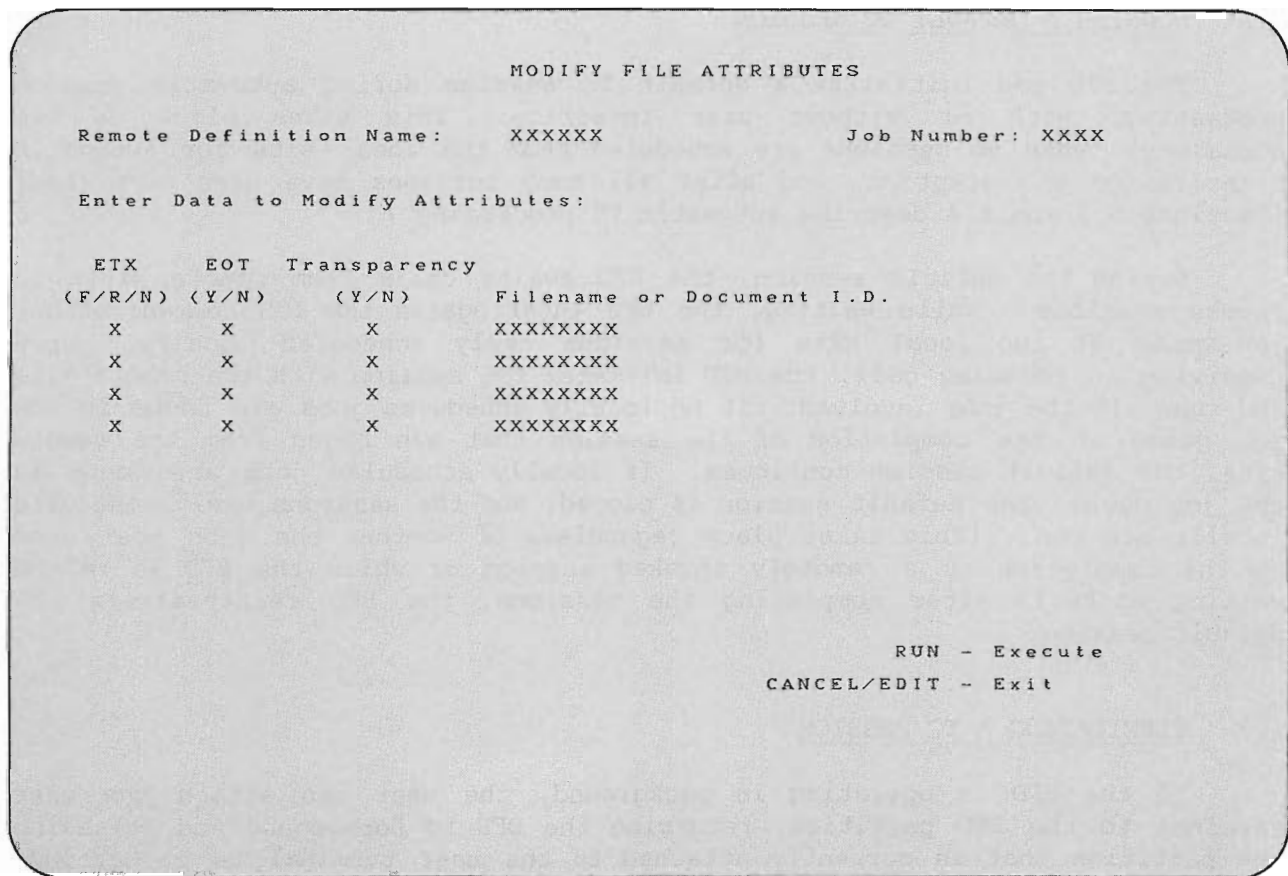 MODIFY FILE ATTRIBUTES
Remote Definition Name: XXXXXX Job Number: XXXX
Enter Data to Modify Attributes:
ETX EOT Transparency
(F/R/N) (Y/N) (Y/N) Filename or Document I.D.
X X X XXXXXXXX
X X X XXXXXXXX
X X X XXXXXXXX
X X X XXXXXXXX
RUN - Execute
CANCEL/EDIT - Exit